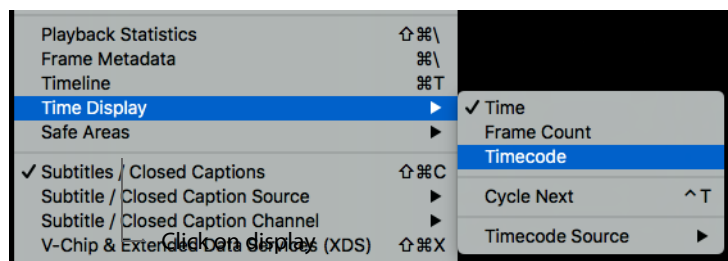 Playback Statistics ⇧⌘\
Frame Metadata ⌘\
Timeline ⌘T
Time Display ▶
Safe Areas ▶
✓ Subtitles / Closed Captions ⇧⌘C
Subtitle / Closed Caption Source ▶
Subtitle / Closed Caption Channel ▶
V-Chip & Extended Data Services (XDS) ⇧⌘X
Click on display
✓ Time
Frame Count
Timecode
Cycle Next ^T
Timecode Source ▶